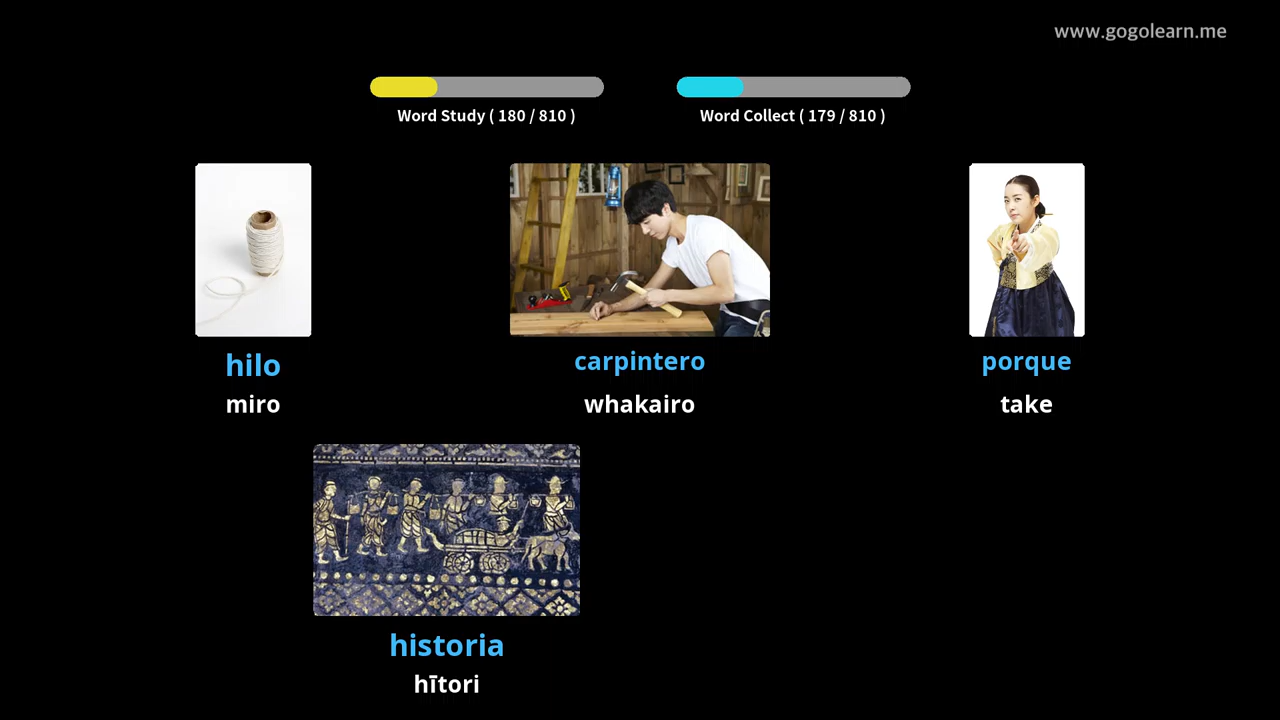 www.gogolearn.me
Word Study ( 180 / 810 )
Word Collect ( 179 / 810 )
hilo
miro
carpintero
whakairo
porque
take
historia
hītori